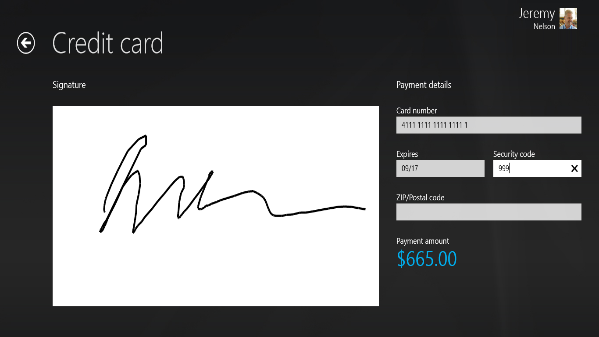 Jeremy
Nelson
Credit card
Signature
Payment details
Card number
4111 1111 1111 1111 1
Expires
Security code
09/17
999
X
ZIP/Postal code
Payment amount
$665.00